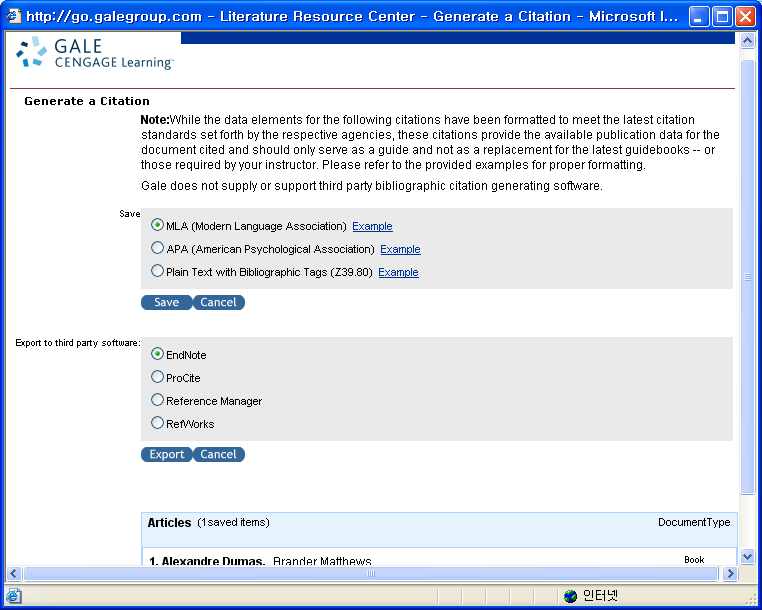 http://go.galegroup.com - Literature Resource Center - Generate a Citation - Microsoft I...
GALE
CENGAGE Learning™
Generate a Citation
Note:While the data elements for the following citations have been formatted to meet the latest citation
standards set forth by the respective agencies, these citations provide the available publication data for the
document cited and should only serve as a guide and not as a replacement for the latest guidebooks -- or
those required by your instructor. Please refer to the provided examples for proper formatting.
Gale does not supply or support third party bibliographic citation generating software.
Save
MLA (Modern Language Association) Example
APA (American Psychological Association) Example
Plain Text with Bibliographic Tags (Z39.80) Example
Save Cancel
Export to third party software:
EndNote
ProCite
Reference Manager
RefWorks
Export Cancel
Articles (1saved items) DocumentType
1. Alexandre Dumas. Brander Matthews Book
인터넷